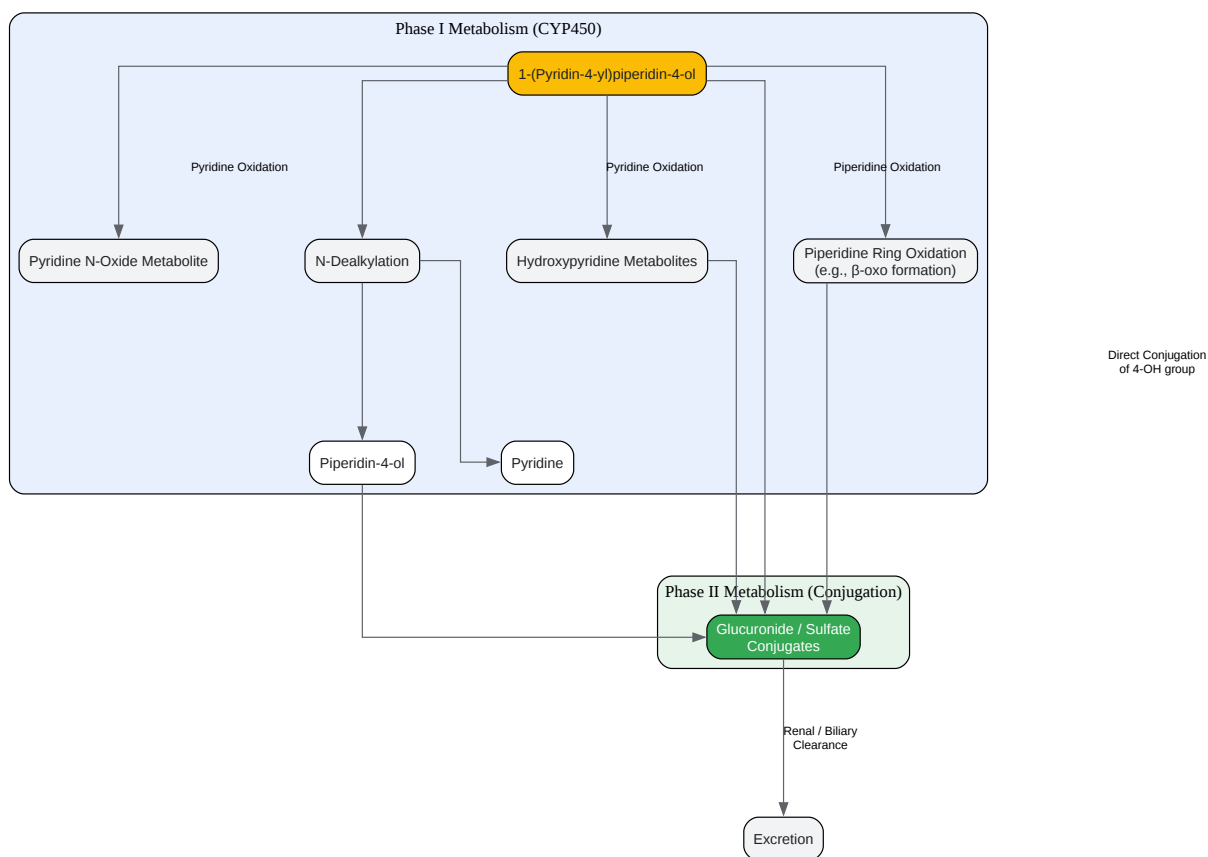 Phase I Metabolism (CYP450)
1-(Pyridin-4-yl)piperidin-4-ol
Pyridine Oxidation
Pyridine Oxidation
Piperidine Oxidation
Pyridine N-Oxide Metabolite
N-Dealkylation
Hydroxypyridine Metabolites
Piperidine Ring Oxidation
(e.g., β-oxo formation)
Direct Conjugation
of 4-OH group
Piperidin-4-ol
Pyridine
Phase II Metabolism (Conjugation)
Glucuronide / Sulfate
Conjugates
Renal / Biliary
Clearance
Excretion